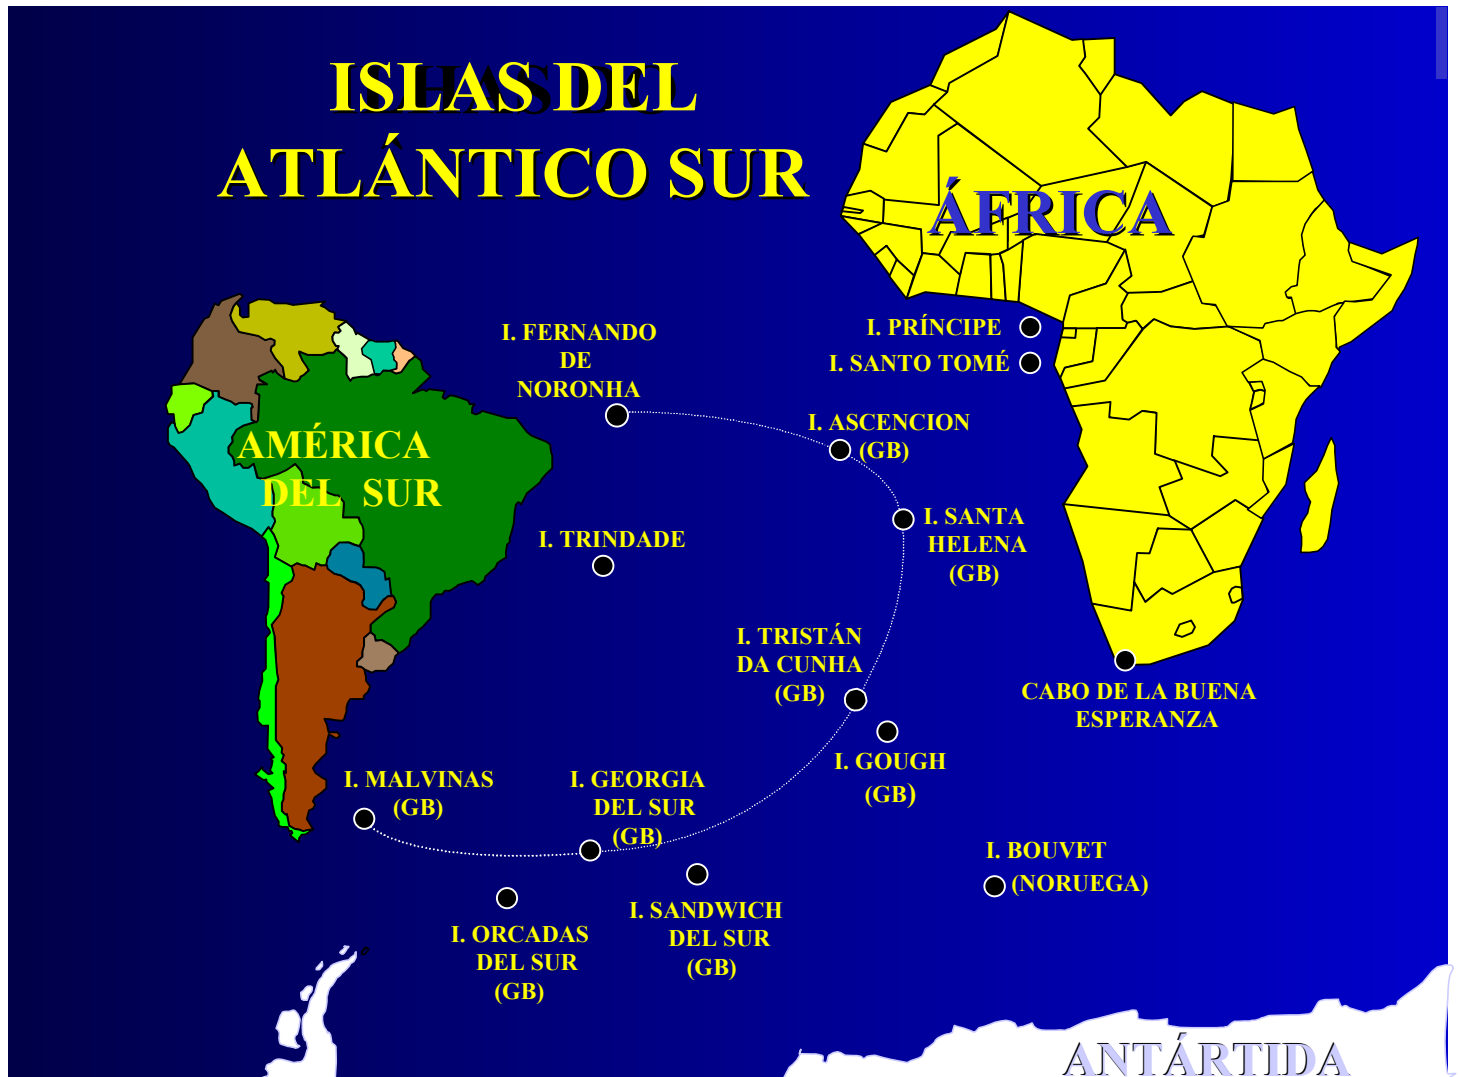 ISLAS DEL
ATLÁNTICO SUR
ÁFRICA
I. FERNANDO
DE
NORONHA
I. PRÍNCIPE
I. SANTO TOMÉ
I. ASCENCION
(GB)
AMÉRICA
DEL SUR
I. SANTA
HELENA
(GB)
I. TRINDADE
I. TRISTÁN
DA CUNHA
(GB)
CABO DE LA BUENA
ESPERANZA
I. GOUGH
(GB)
I. MALVINAS
(GB)
I. GEORGIA
DEL SUR
(GB)
I. BOUVET
(NORUEGA)
I. SANDWICH
DEL SUR
(GB)
I. ORCADAS
DEL SUR
(GB)
ANTÁRTIDA